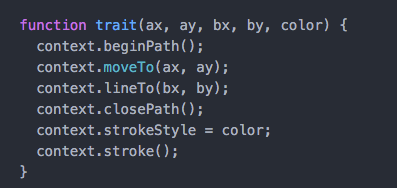 function trait(ax, ay, bx, by, color) {
  context.beginPath();
  context.moveTo(ax, ay);
  context.lineTo(bx, by);
  context.closePath();
  context.strokeStyle = color;
  context.stroke();
}